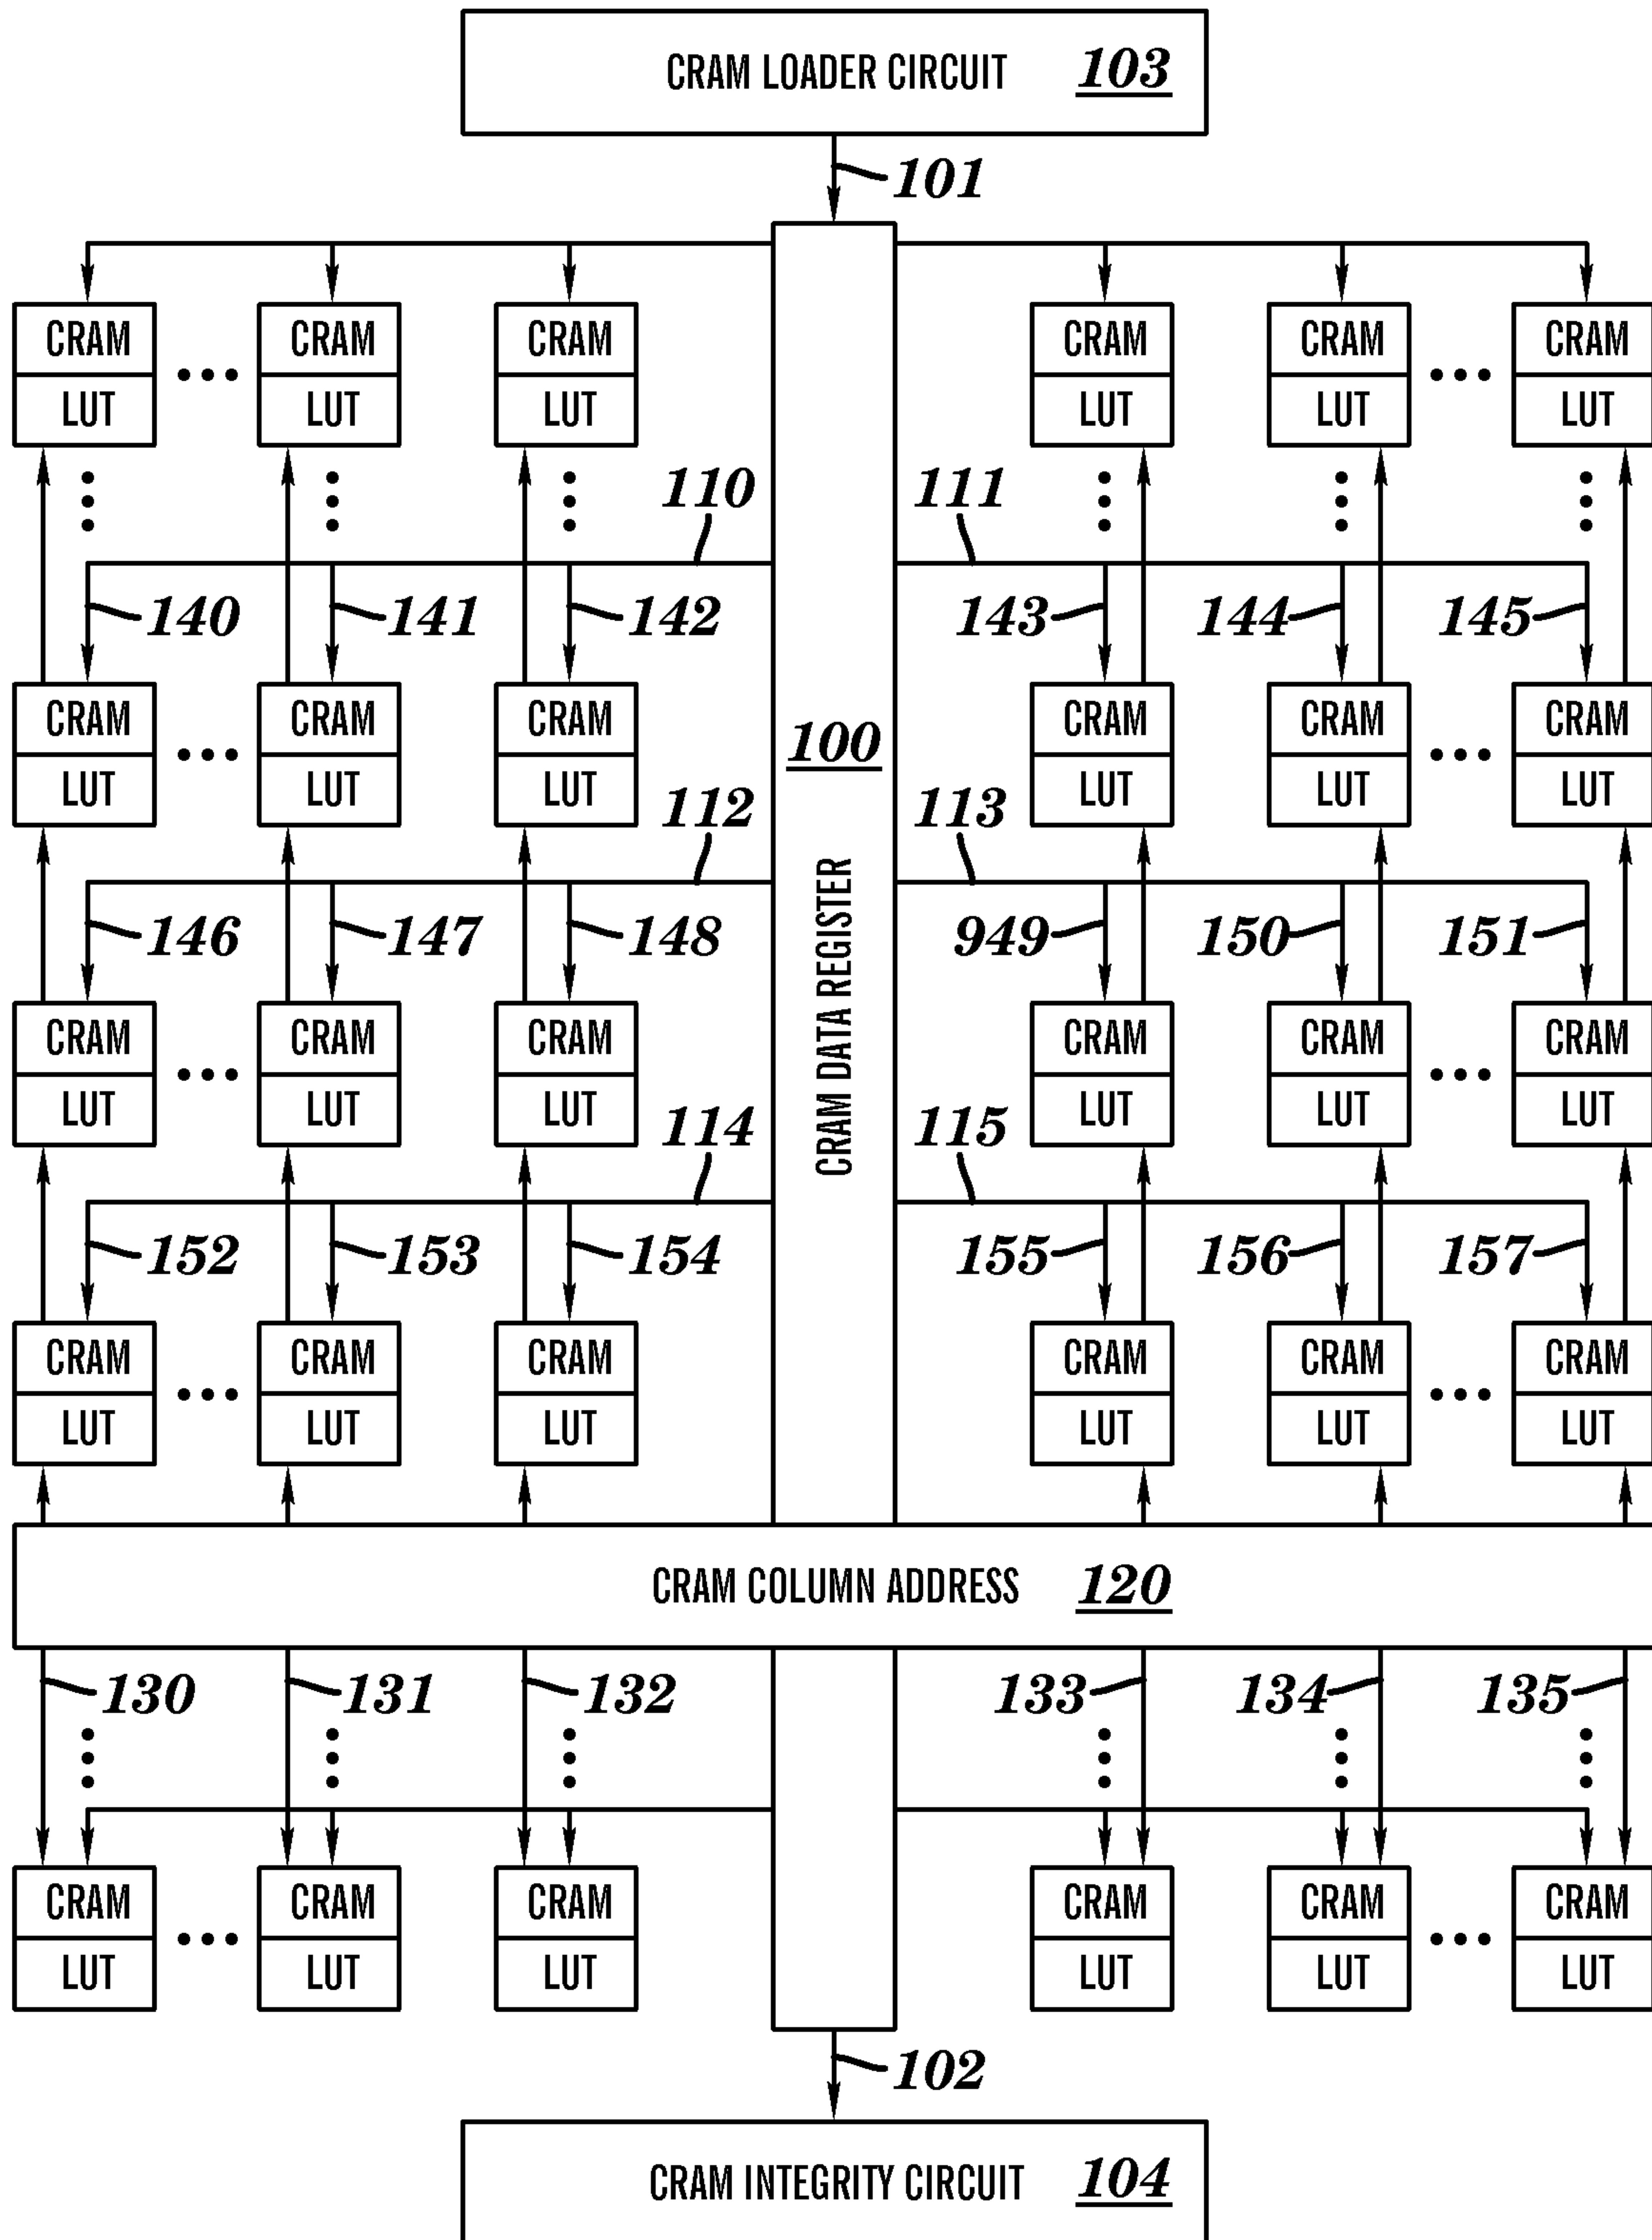 CRAM LOADER CIRCUIT 103
101
CRAM CRAM CRAM CRAM CRAM CRAM
LUT LUT LUT LUT LUT LUT
110 111
140 141 142 143 144 145
CRAM CRAM CRAM CRAM CRAM CRAM
100
LUT LUT LUT LUT LUT LUT
112 113
CRAM DATA REGISTER
146 147 148 949 150 151
CRAM CRAM CRAM CRAM CRAM CRAM
LUT LUT LUT LUT LUT LUT
114 115
152 153 154 155 156 157
CRAM CRAM CRAM CRAM CRAM CRAM
LUT LUT LUT LUT LUT LUT
CRAM COLUMN ADDRESS 120
130 131 132 133 134 135
CRAM CRAM CRAM CRAM CRAM CRAM
LUT LUT LUT LUT LUT LUT
102
CRAM INTEGRITY CIRCUIT 104